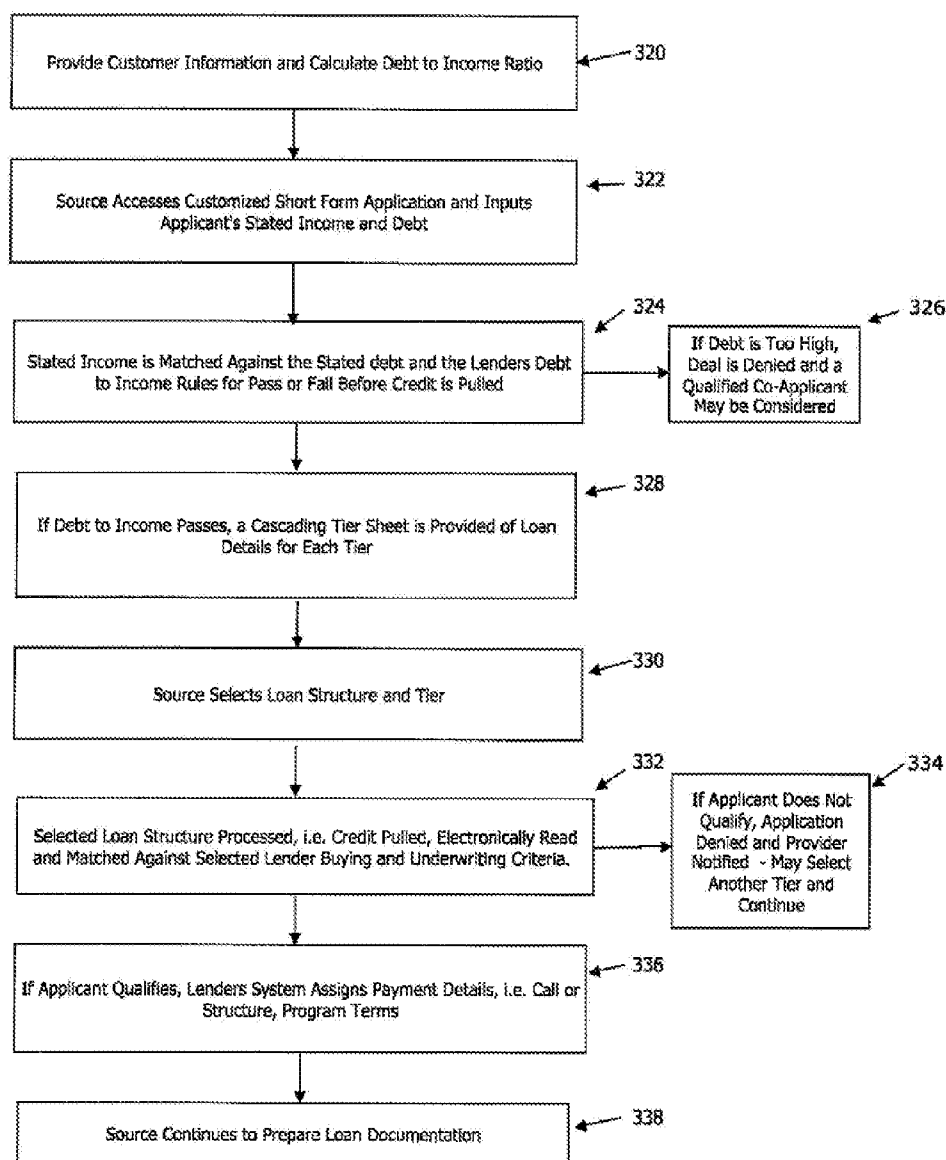 Provide Customer Information and Calculate Debt to Income Ratio
320
Source Accesses Customized Short Form Application and Inputs
Applicant's Stated Income and Debt
322
Stated Income is Matched Against the Stated debt and the Lenders Debt
to Income Rules for Pass or Fail Before Credit is Pulled
324
If Debt is Too High,
Deal is Denied and a
Qualified Co-Applicant
May be Considered
326
If Debt to Income Passes, a Cascading Tier Sheet is Provided of Loan
Details for Each Tier
328
Source Selects Loan Structure and Tier
330
Selected Loan Structure Processed, i.e. Credit Pulled, Electronically Read
and Matched Against Selected Lender Buying and Underwriting Criteria.
332
If Applicant Does Not
Qualify, Application
Denied and Provider
Notified - May Select
Another Tier and
Continue
334
If Applicant Qualifies, Lenders System Assigns Payment Details, i.e. Call or
Structure, Program Terms
336
Source Continues to Prepare Loan Documentation
338